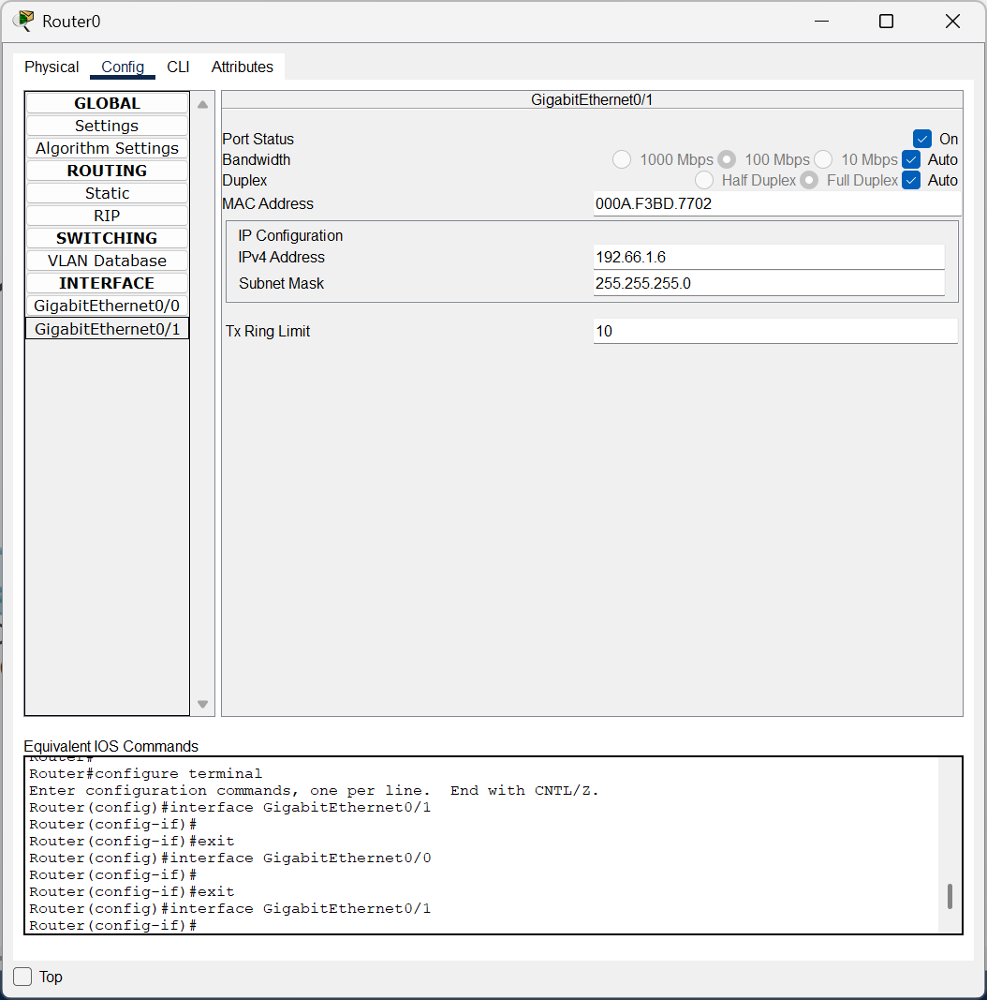 Router0
Physical Config CLI Attributes
GLOBAL
Settings
Algorithm Settings
ROUTING
Static
RIP
SWITCHING
VLAN Database
INTERFACE
GigabitEthernet0/0
GigabitEthernet0/1
GigabitEthernet0/1
Port Status On
Bandwidth 1000 Mbps 100 Mbps 10 Mbps Auto
Duplex Half Duplex Full Duplex Auto
MAC Address 000A.F3BD.7702
IP Configuration
IPv4 Address 192.66.1.6
Subnet Mask 255.255.255.0
Tx Ring Limit 10
Equivalent IOS Commands
Router#
Router#configure terminal
Enter configuration commands, one per line.  End with CNTL/Z.
Router(config)#interface GigabitEthernet0/1
Router(config-if)#
Router(config-if)#exit
Router(config)#interface GigabitEthernet0/0
Router(config-if)#
Router(config-if)#exit
Router(config)#interface GigabitEthernet0/1
Router(config-if)#
Top